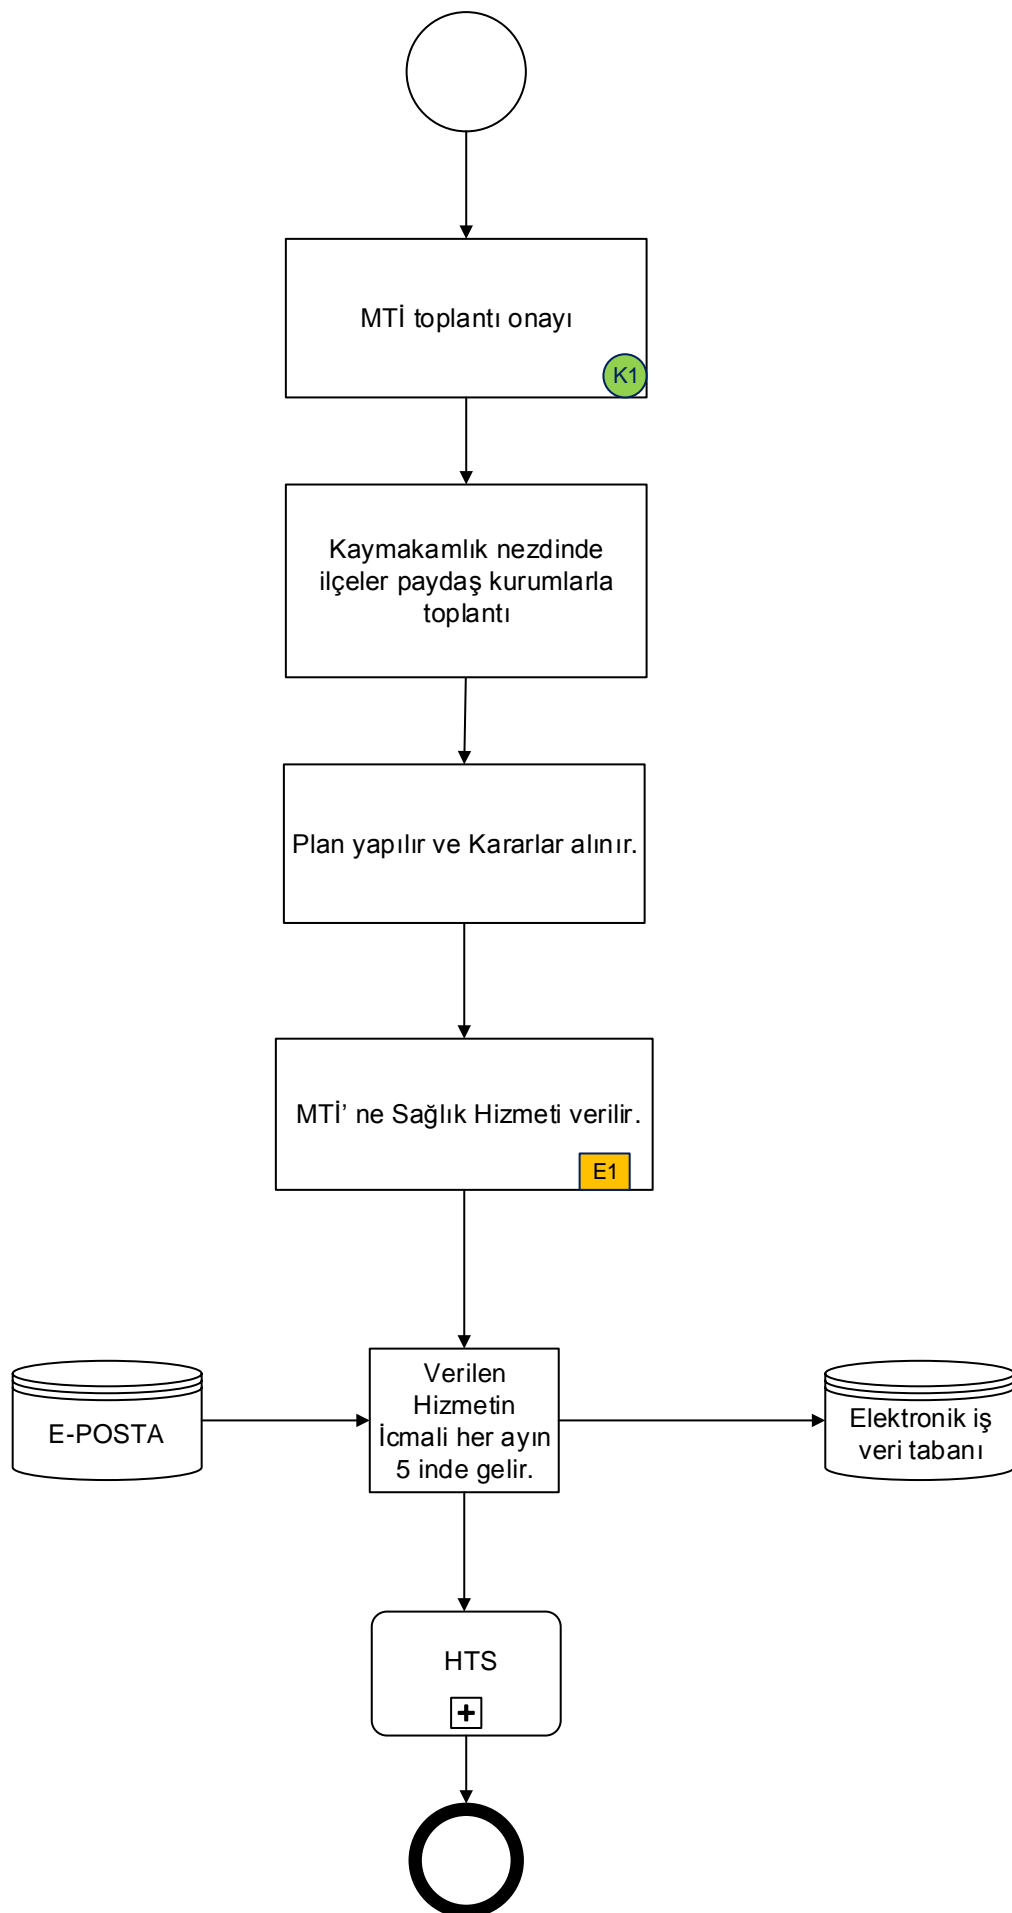 MTİ toplantı onayı
K1
Kaymakamlık nezdinde
ilçeler paydaş kurumlarla
toplantı
Plan yapılır ve Kararlar alınır.
MTİ’ ne Sağlık Hizmeti verilir.
E1
E-POSTA
Verilen
Hizmetin
İcmali her ayın
5 inde gelir.
Elektronik iş
veri tabanı
HTS